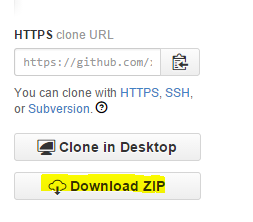 HTTPS clone URL
https://github.com/
You can clone with HTTPS, SSH,
or Subversion.
Clone in Desktop
Download ZIP